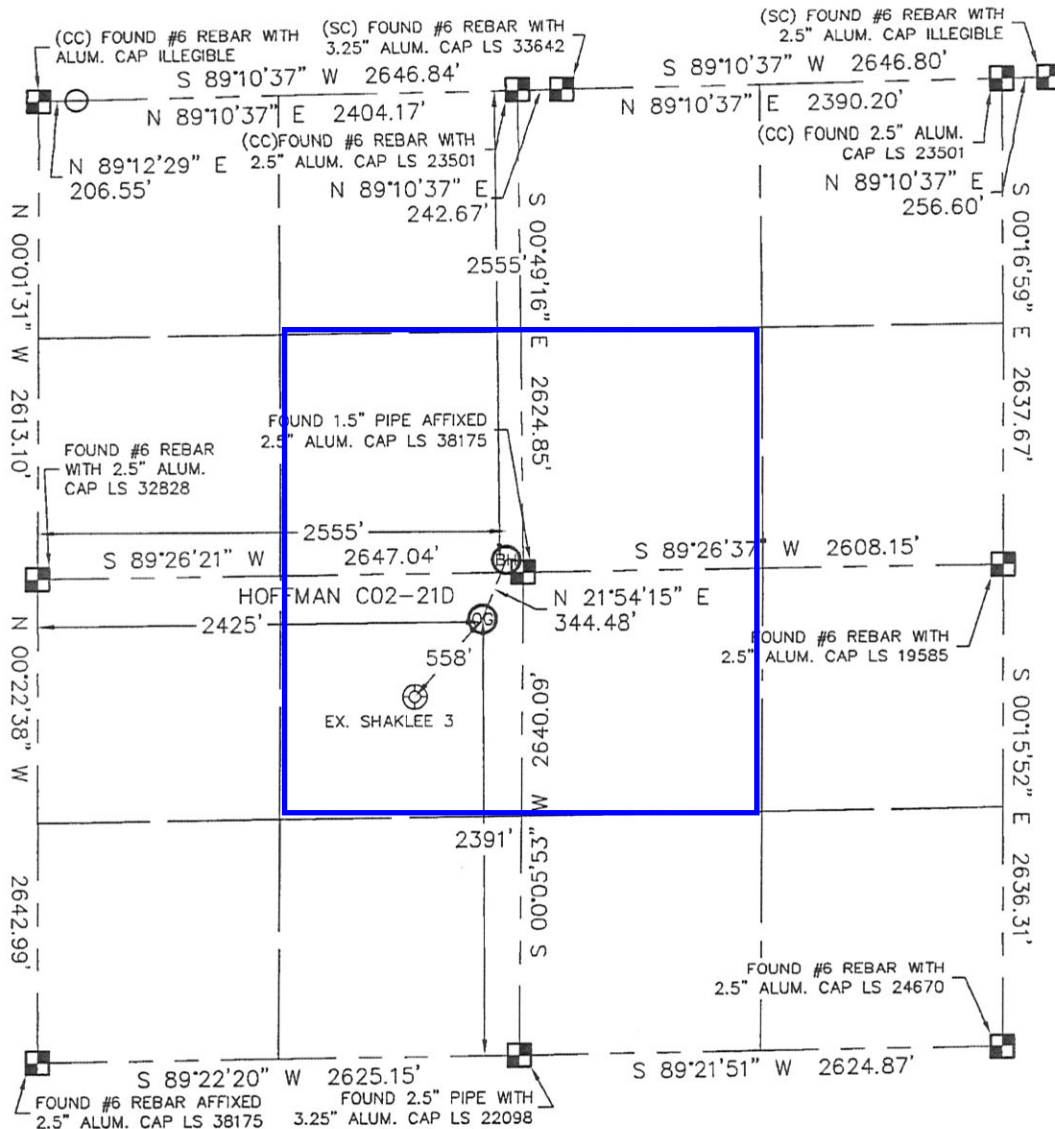 (CC) FOUND #6 REBAR WITH
ALUM. CAP ILLEGIBLE
(SC) FOUND #6 REBAR WITH
3.25" ALUM. CAP LS 33642
(SC) FOUND #6 REBAR WITH
2.5" ALUM. CAP ILLEGIBLE
S 89°10'37" W 2646.84'
S 89°10'37" W 2646.80'
N 89°10'37" E 2404.17'
N 89°10'37" E 2390.20'
(CC)FOUND #6 REBAR WITH
2.5" ALUM. CAP LS 23501
(CC) FOUND 2.5" ALUM.
CAP LS 23501
N 89°12'29" E
206.55'
N 89°10'37" E
242.67'
N 89°10'37" E
256.60'
N 00°01'31" W 2613.10'
2555'
S 00°49'16" E 2624.85'
S 00°16'59" E 2637.67'
FOUND 1.5" PIPE AFFIXED
2.5" ALUM. CAP LS 38175
FOUND #6 REBAR
WITH 2.5" ALUM.
CAP LS 32828
2555'
S 89°26'21" W 2647.04'
BH
S 89°26'37" W 2608.15'
HOFFMAN C02-21D
N 21°54'15" E
344.48'
2425'
OG
558'
EX. SHAKLEE 3
FOUND #6 REBAR WITH
2.5" ALUM. CAP LS 19585
N 00°22'38" W 2642.99'
S 00°05'53" W 2640.09'
S 00°15'52" E 2636.31'
2391'
FOUND #6 REBAR WITH
2.5" ALUM. CAP LS 24670
S 89°22'20" W 2625.15'
S 89°21'51" W 2624.87'
FOUND #6 REBAR AFFIXED
2.5" ALUM. CAP LS 38175
FOUND 2.5" PIPE WITH
3.25" ALUM. CAP LS 22098